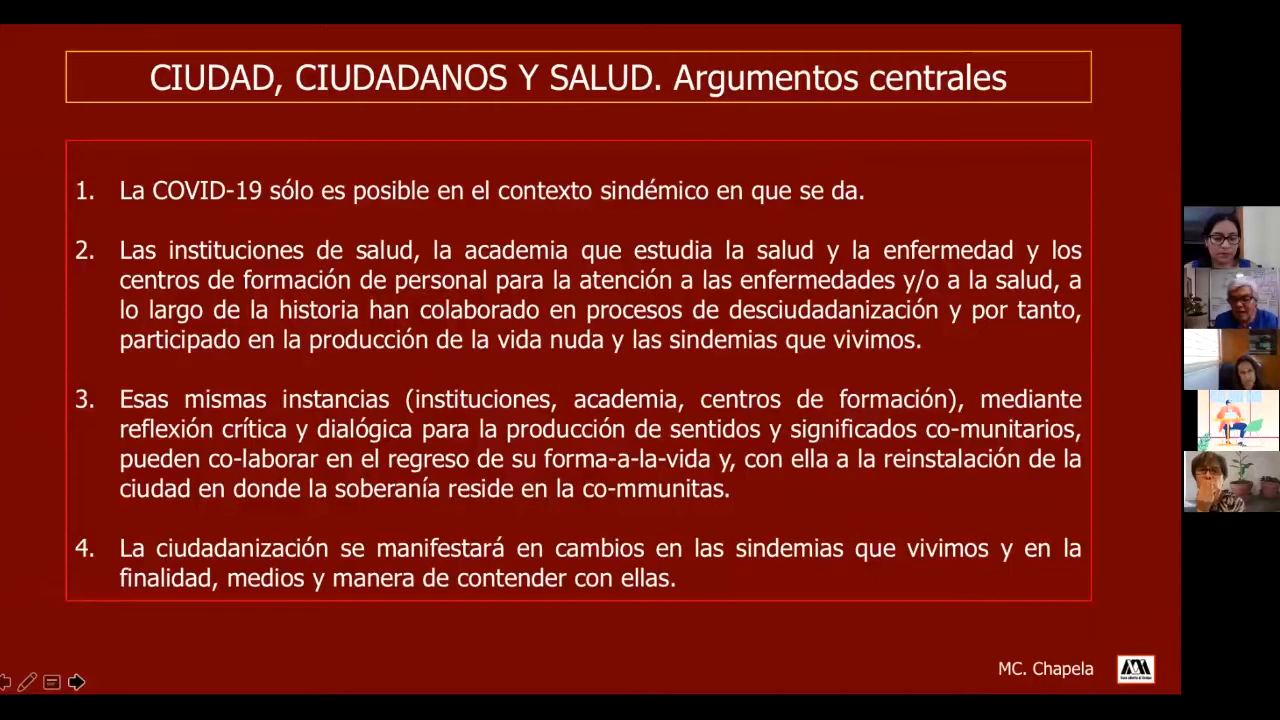 CIUDAD, CIUDADANOS Y SALUD. Argumentos centrales
1. La COVID-19 sólo es posible en el contexto sindémico en que se da.
2. Las instituciones de salud, la academia que estudia la salud y la enfermedad y los
centros de formación de personal para la atención a las enfermedades y/o a la salud, a
lo largo de la historia han colaborado en procesos de desciudadanización y por tanto,
participado en la producción de la vida nuda y las sindemias que vivimos.
3. Esas mismas instancias (instituciones, academia, centros de formación), mediante
reflexión crítica y dialógica para la producción de sentidos y significados co-munitarios,
pueden co-laborar en el regreso de su forma-a-la-vida y, con ella a la reinstalación de la
ciudad en donde la soberanía reside en la co-mmunitas.
4. La ciudadanización se manifestará en cambios en las sindemias que vivimos y en la
finalidad, medios y manera de contender con ellas.
MC. Chapela